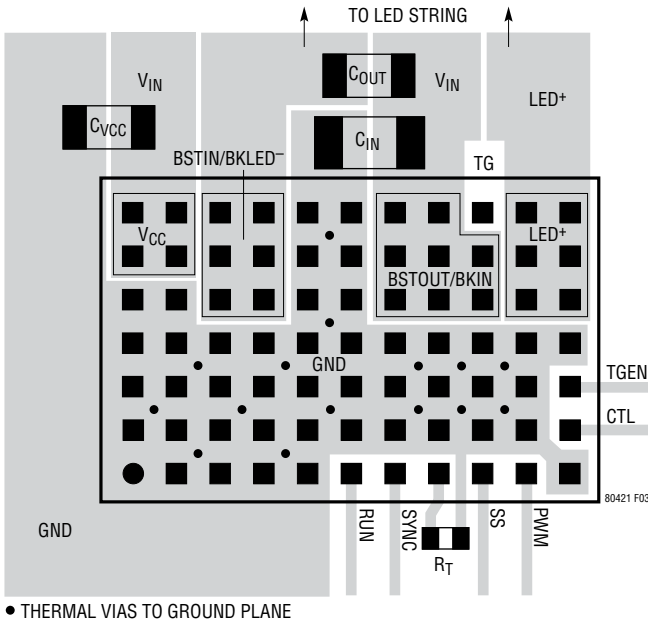 TO LED STRING
VIN
COUT
VIN
LED+
CVCC
CIN
BSTIN/BKLED–
TG
VCC
LED+
BSTOUT/BKIN
GND
TGEN
CTL
80421 F03
GND
RUN
SYNC
RT
SS
PWM
● THERMAL VIAS TO GROUND PLANE